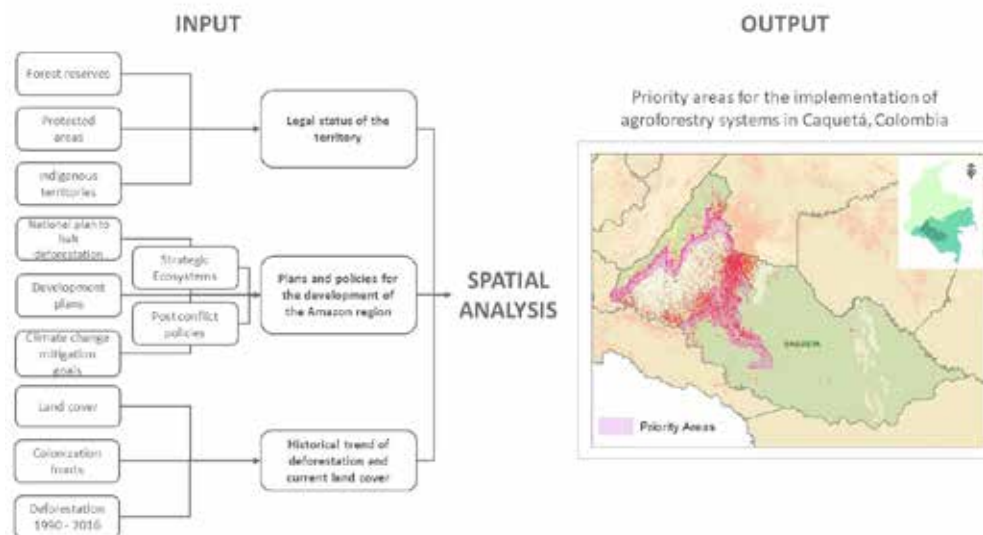 INPUT
OUTPUT
Forest reserves
Protected
areas
Indigenous
territories
National plan to
halt
deforestation
Development
plans
Climate change
mitigation
goals
Land cover
Colonization
fronts
Deforestation
1990 - 2016
Strategic
Ecosystems
Post conflict
policies
Legal status of the
territory
Plans and policies for
the development of
the Amazon region
Historical trend of
deforestation and
current land cover
SPATIAL
ANALYSIS
Priority areas for the implementation of
agroforestry systems in Caquetá, Colombia
CAQUETÁ
Priority Areas